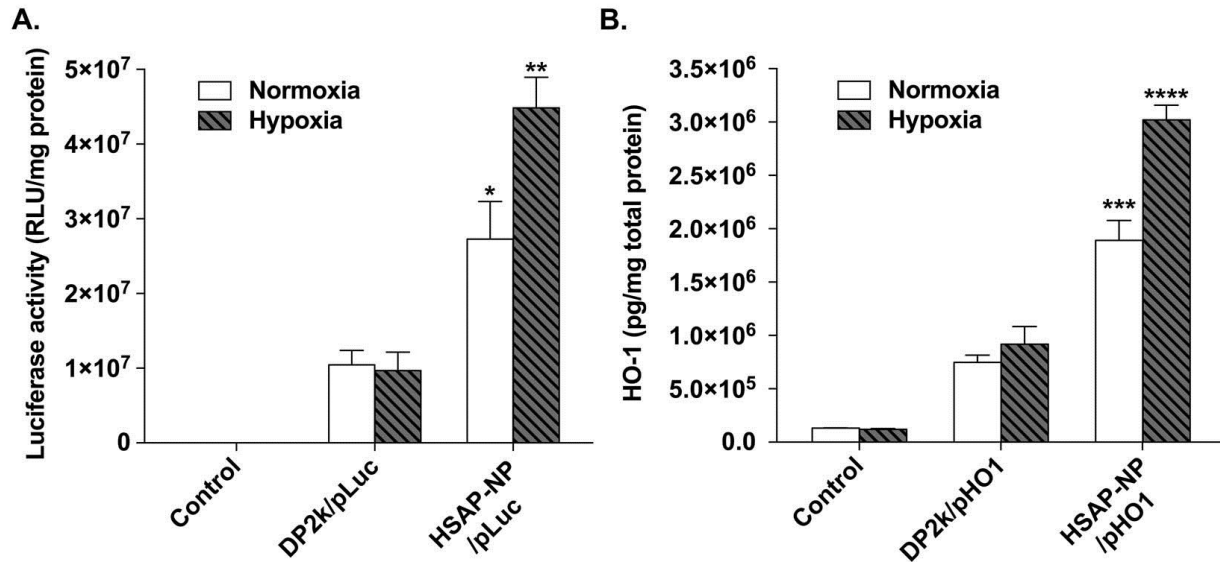 A.
Luciferase activity (RLU/mg protein)
5×10⁷
4×10⁷
3×10⁷
2×10⁷
1×10⁷
0
Normoxia
Hypoxia
*
**
Control
DP2k/pLuc
HSAP-NP
/pLuc
B.
HO-1 (pg/mg total protein)
3.5×10⁶
3.0×10⁶
2.5×10⁶
2.0×10⁶
1.5×10⁶
1.0×10⁶
5.0×10⁵
0.0
Normoxia
Hypoxia
***
****
Control
DP2k/pHO1
HSAP-NP
/pHO1